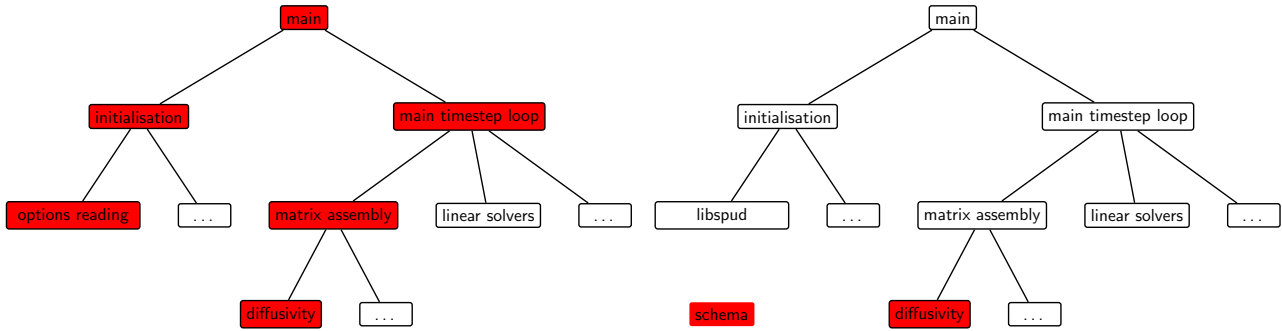 main
initialisation
main timestep loop
options reading
...
matrix assembly
linear solvers
...
diffusivity
...
main
initialisation
main timestep loop
libspud
...
matrix assembly
linear solvers
...
schema
diffusivity
...